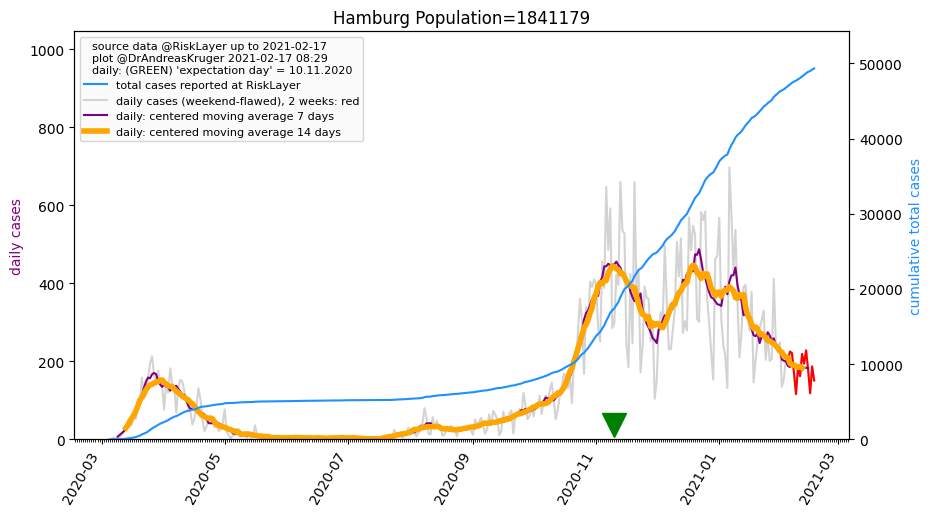 Hamburg Population=1841179
source data @RiskLayer up to 2021-02-17
plot @DrAndreasKruger 2021-02-17 08:29
daily: (GREEN) 'expectation day' = 10.11.2020
total cases reported at RiskLayer
daily cases (weekend-flawed), 2 weeks: red
daily: centered moving average 7 days
daily: centered moving average 14 days
daily cases
1000
800
600
400
200
0
50000
40000
30000
20000
10000
0
cumulative total cases
2020-03
2020-05
2020-07
2020-09
2020-11
2021-01
2021-03